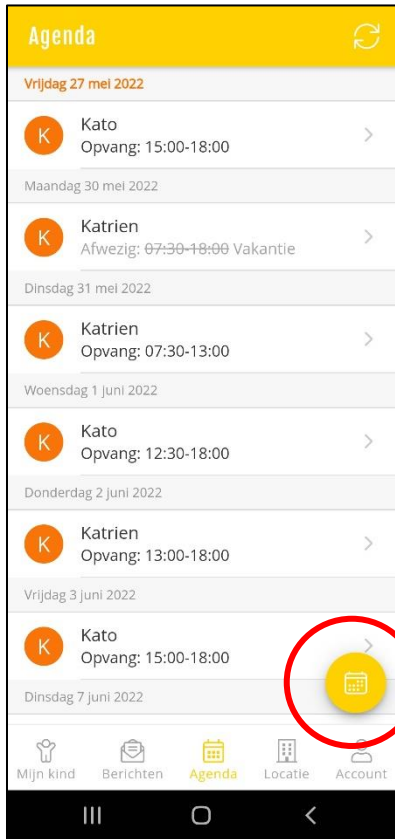 Agenda
Vrijdag 27 mei 2022
K
Kato
Opvang: 15:00-18:00
Maandag 30 mei 2022
K
Katrien
Afwezig: 07:30-18:00 Vakantie
Dinsdag 31 mei 2022
K
Katrien
Opvang: 07:30-13:00
Woensdag 1 juni 2022
K
Kato
Opvang: 12:30-18:00
Donderdag 2 juni 2022
K
Katrien
Opvang: 13:00-18:00
Vrijdag 3 juni 2022
K
Kato
Opvang: 15:00-18:00
Dinsdag 7 juni 2022
Mijn kind Berichten Agenda Locatie Account